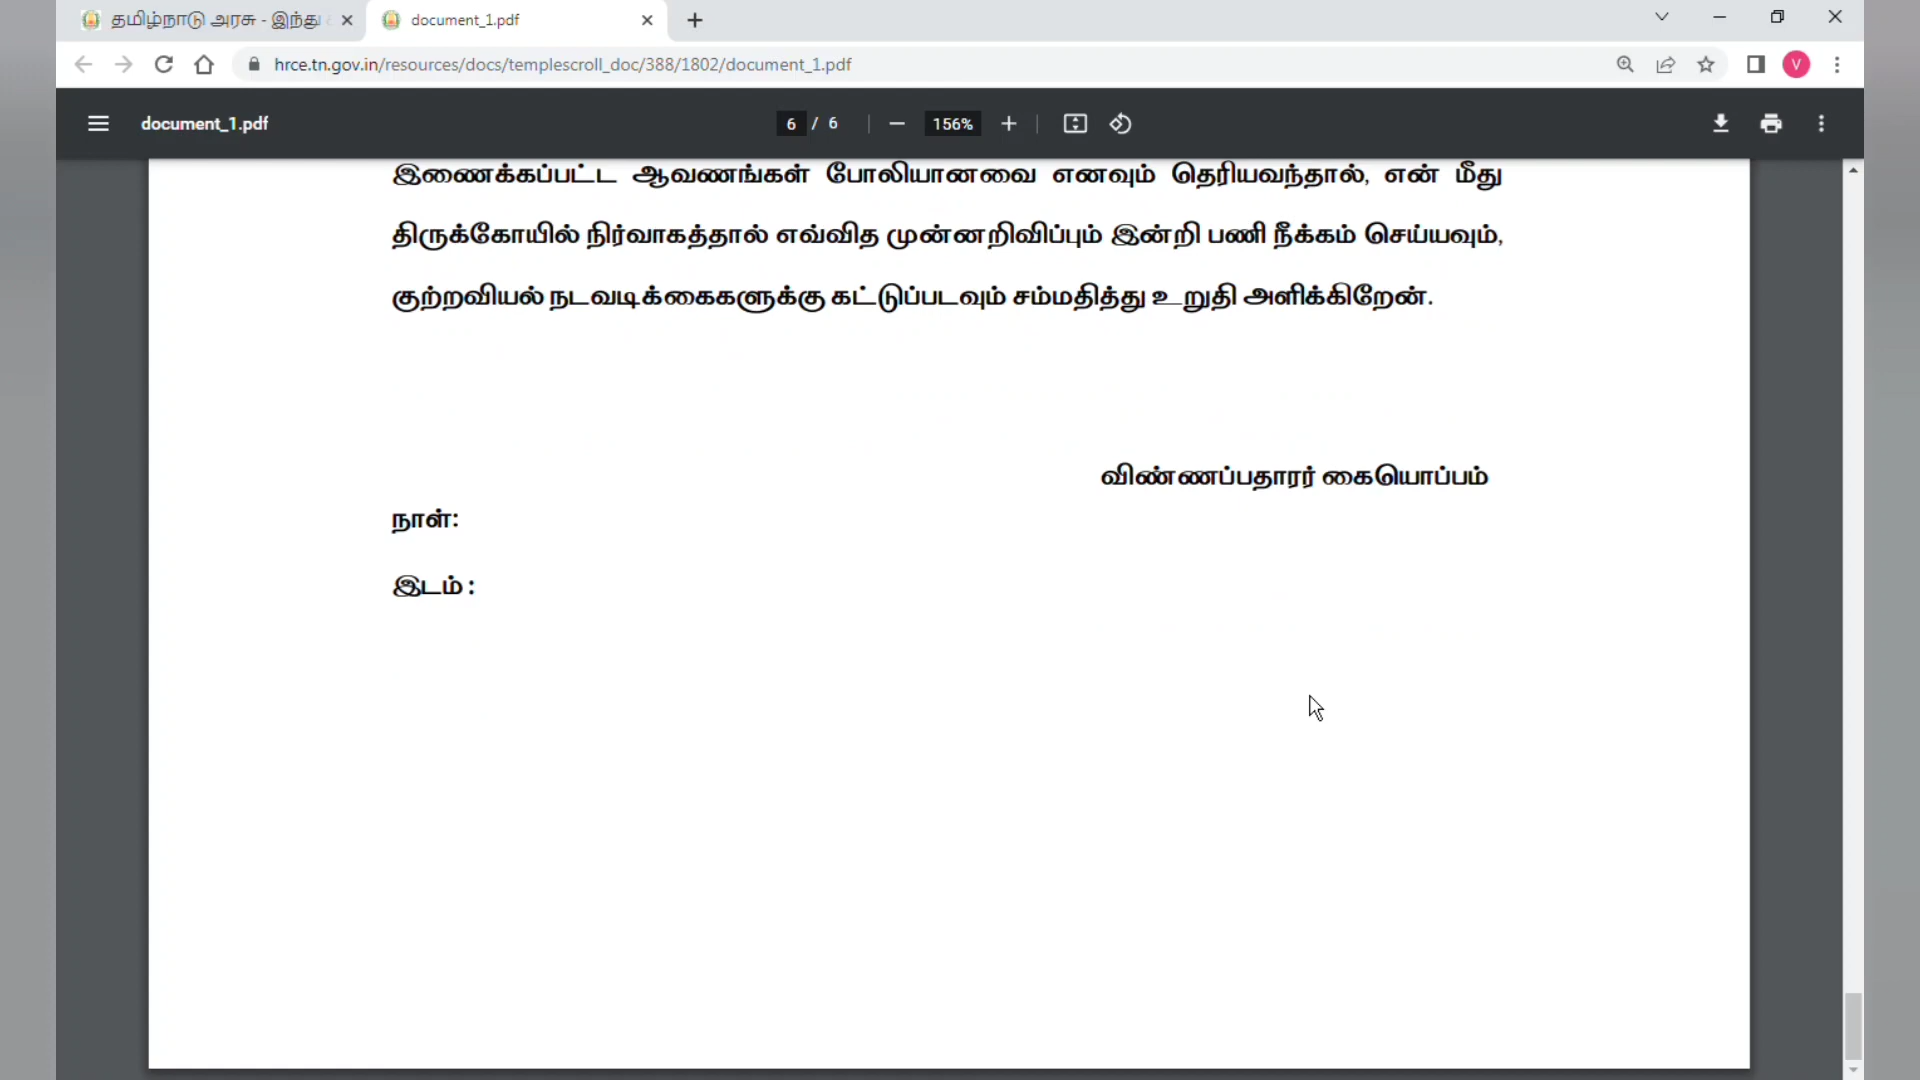 தமிழ்நாடு அரசு - இந்து
document_1.pdf
hrce.tn.gov.in/resources/docs/templescroll_doc/388/1802/document_1.pdf
V
document_1.pdf
6 / 6
156%
இணைக்கப்பட்ட ஆவணங்கள் போலியானவை எனவும் தெரியவந்தால், என் மீது
திருக்கோயில் நிர்வாகத்தால் எவ்வித முன்னறிவிப்பும் இன்றி பணி நீக்கம் செய்யவும்,
குற்றவியல் நடவடிக்கைகளுக்கு கட்டுப்படவும் சம்மதித்து உறுதி அளிக்கிறேன்.
விண்ணப்பதாரர் கையொப்பம்
நாள்:
இடம் :